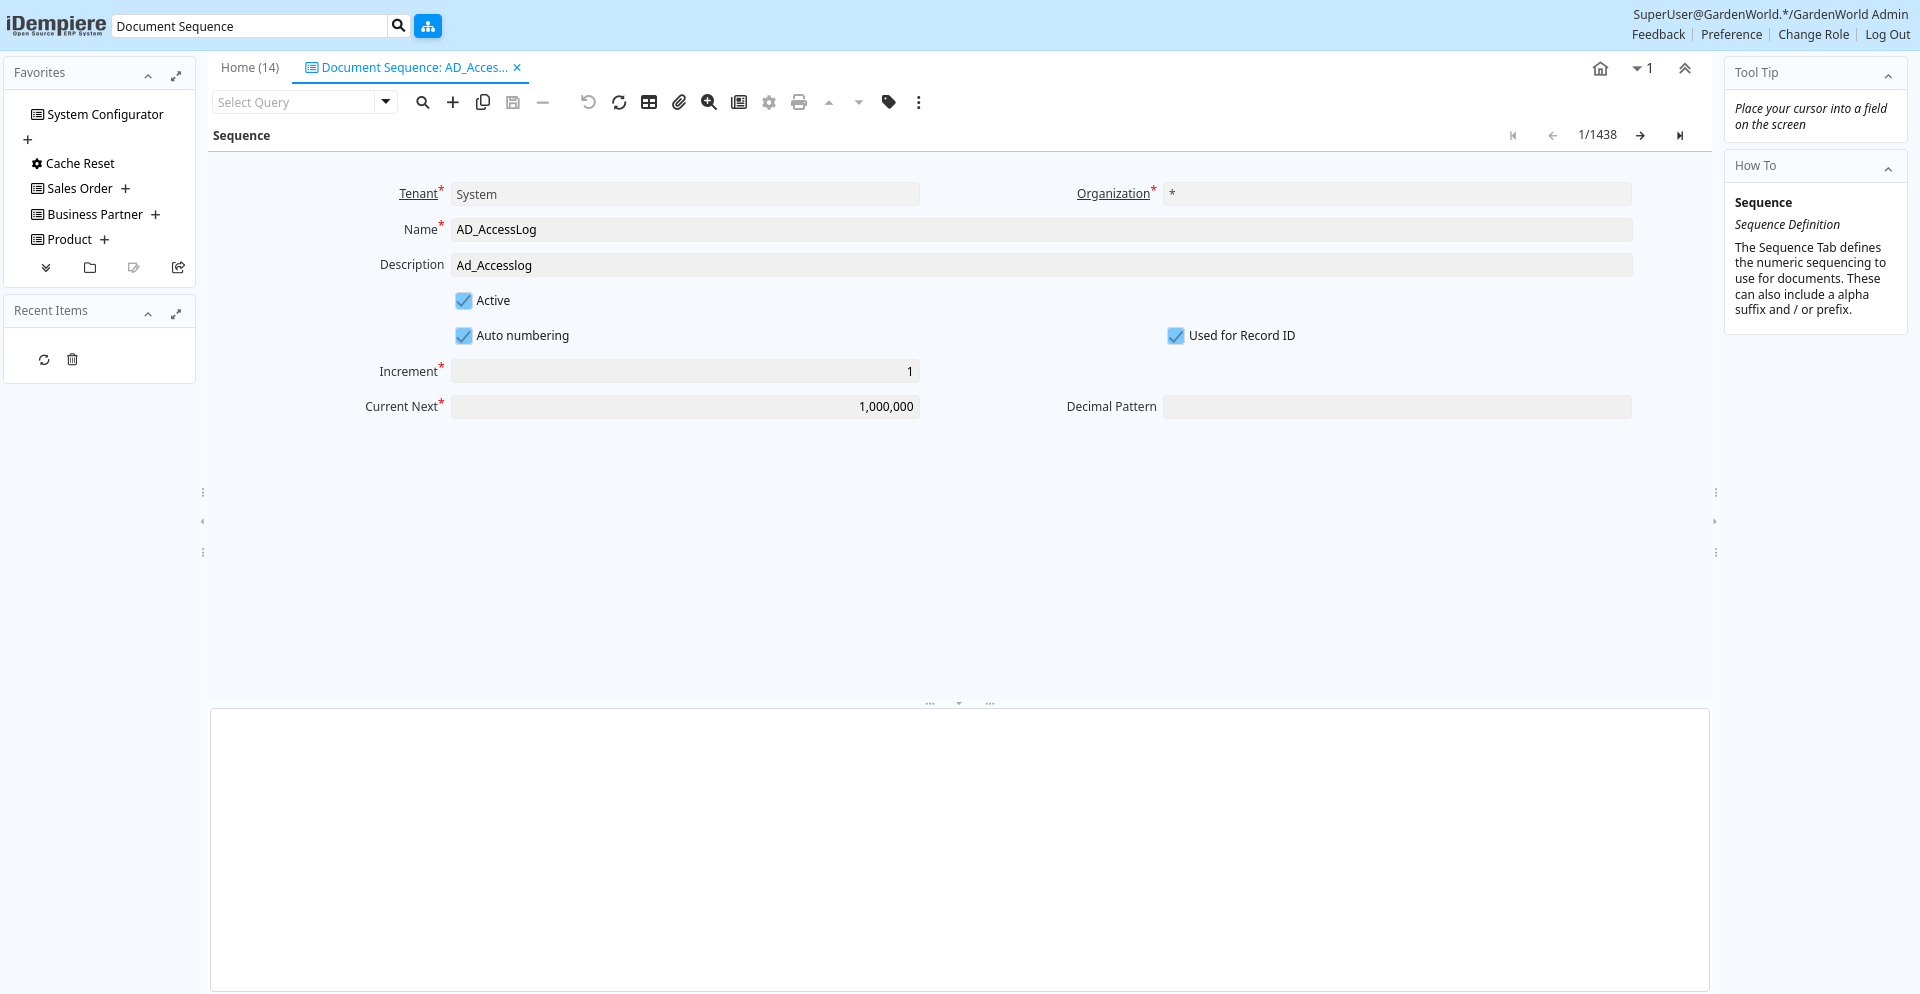 iDempiere
Open Source ERP System
Document Sequence
SuperUser@GardenWorld.*/GardenWorld Admin
Feedback
Preference
Change Role
Log Out
Favorites
System Configurator
Cache Reset
Sales Order
Business Partner
Product
Recent Items
Home (14)
Document Sequence: AD_Acces...
1
Select Query
Sequence
1/1438
Tenant*
System
Organization*
*
Name*
AD_AccessLog
Description
Ad_Accesslog
Active
Auto numbering
Used for Record ID
Increment*
1
Current Next*
1,000,000
Decimal Pattern
Tool Tip
Place your cursor into a field
on the screen
How To
Sequence
Sequence Definition
The Sequence Tab defines
the numeric sequencing to
use for documents. These
can also include a alpha
suffix and / or prefix.